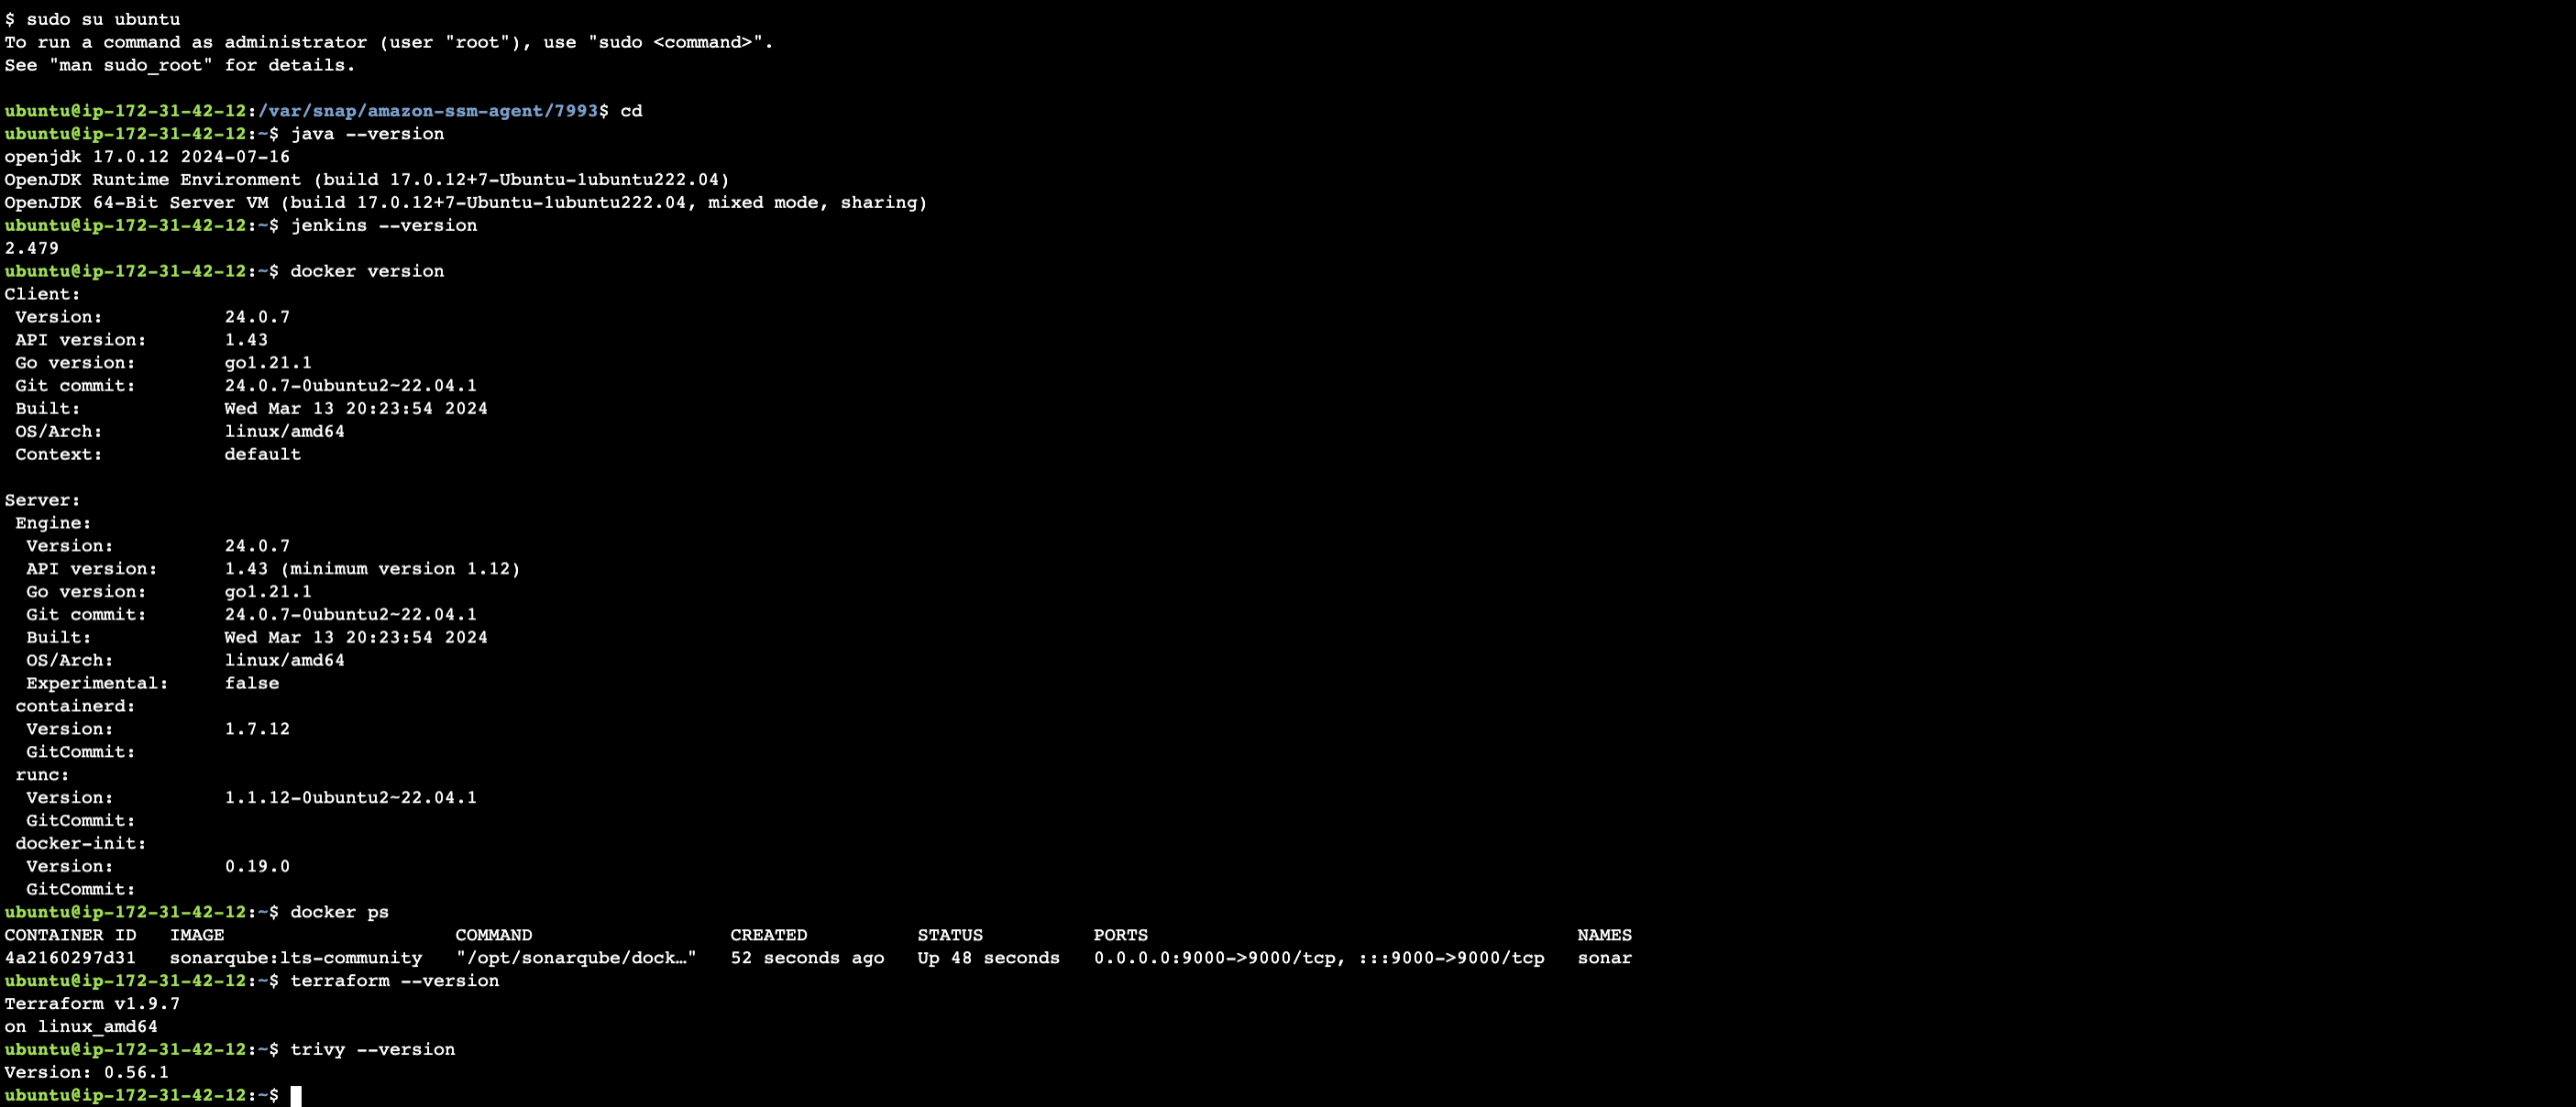 $ sudo su ubuntu
To run a command as administrator (user "root"), use "sudo <command>".
See "man sudo_root" for details.

ubuntu@ip-172-31-42-12:/var/snap/amazon-ssm-agent/7993$ cd
ubuntu@ip-172-31-42-12:~$ java --version
openjdk 17.0.12 2024-07-16
OpenJDK Runtime Environment (build 17.0.12+7-Ubuntu-1ubuntu222.04)
OpenJDK 64-Bit Server VM (build 17.0.12+7-Ubuntu-1ubuntu222.04, mixed mode, sharing)
ubuntu@ip-172-31-42-12:~$ jenkins --version
2.479
ubuntu@ip-172-31-42-12:~$ docker version
Client:
 Version:           24.0.7
 API version:       1.43
 Go version:        go1.21.1
 Git commit:        24.0.7-0ubuntu2~22.04.1
 Built:             Wed Mar 13 20:23:54 2024
 OS/Arch:           linux/amd64
 Context:           default

Server:
 Engine:
  Version:          24.0.7
  API version:      1.43 (minimum version 1.12)
  Go version:       go1.21.1
  Git commit:       24.0.7-0ubuntu2~22.04.1
  Built:            Wed Mar 13 20:23:54 2024
  OS/Arch:          linux/amd64
  Experimental:     false
 containerd:
  Version:          1.7.12
  GitCommit:
 runc:
  Version:          1.1.12-0ubuntu2~22.04.1
  GitCommit:
 docker-init:
  Version:          0.19.0
  GitCommit:
ubuntu@ip-172-31-42-12:~$ docker ps
CONTAINER ID   IMAGE                     COMMAND                  CREATED          STATUS          PORTS                                       NAMES
4a2160297d31   sonarqube:lts-community   "/opt/sonarqube/dock…"   52 seconds ago   Up 48 seconds   0.0.0.0:9000->9000/tcp, :::9000->9000/tcp   sonar
ubuntu@ip-172-31-42-12:~$ terraform --version
Terraform v1.9.7
on linux_amd64
ubuntu@ip-172-31-42-12:~$ trivy --version
Version: 0.56.1
ubuntu@ip-172-31-42-12:~$